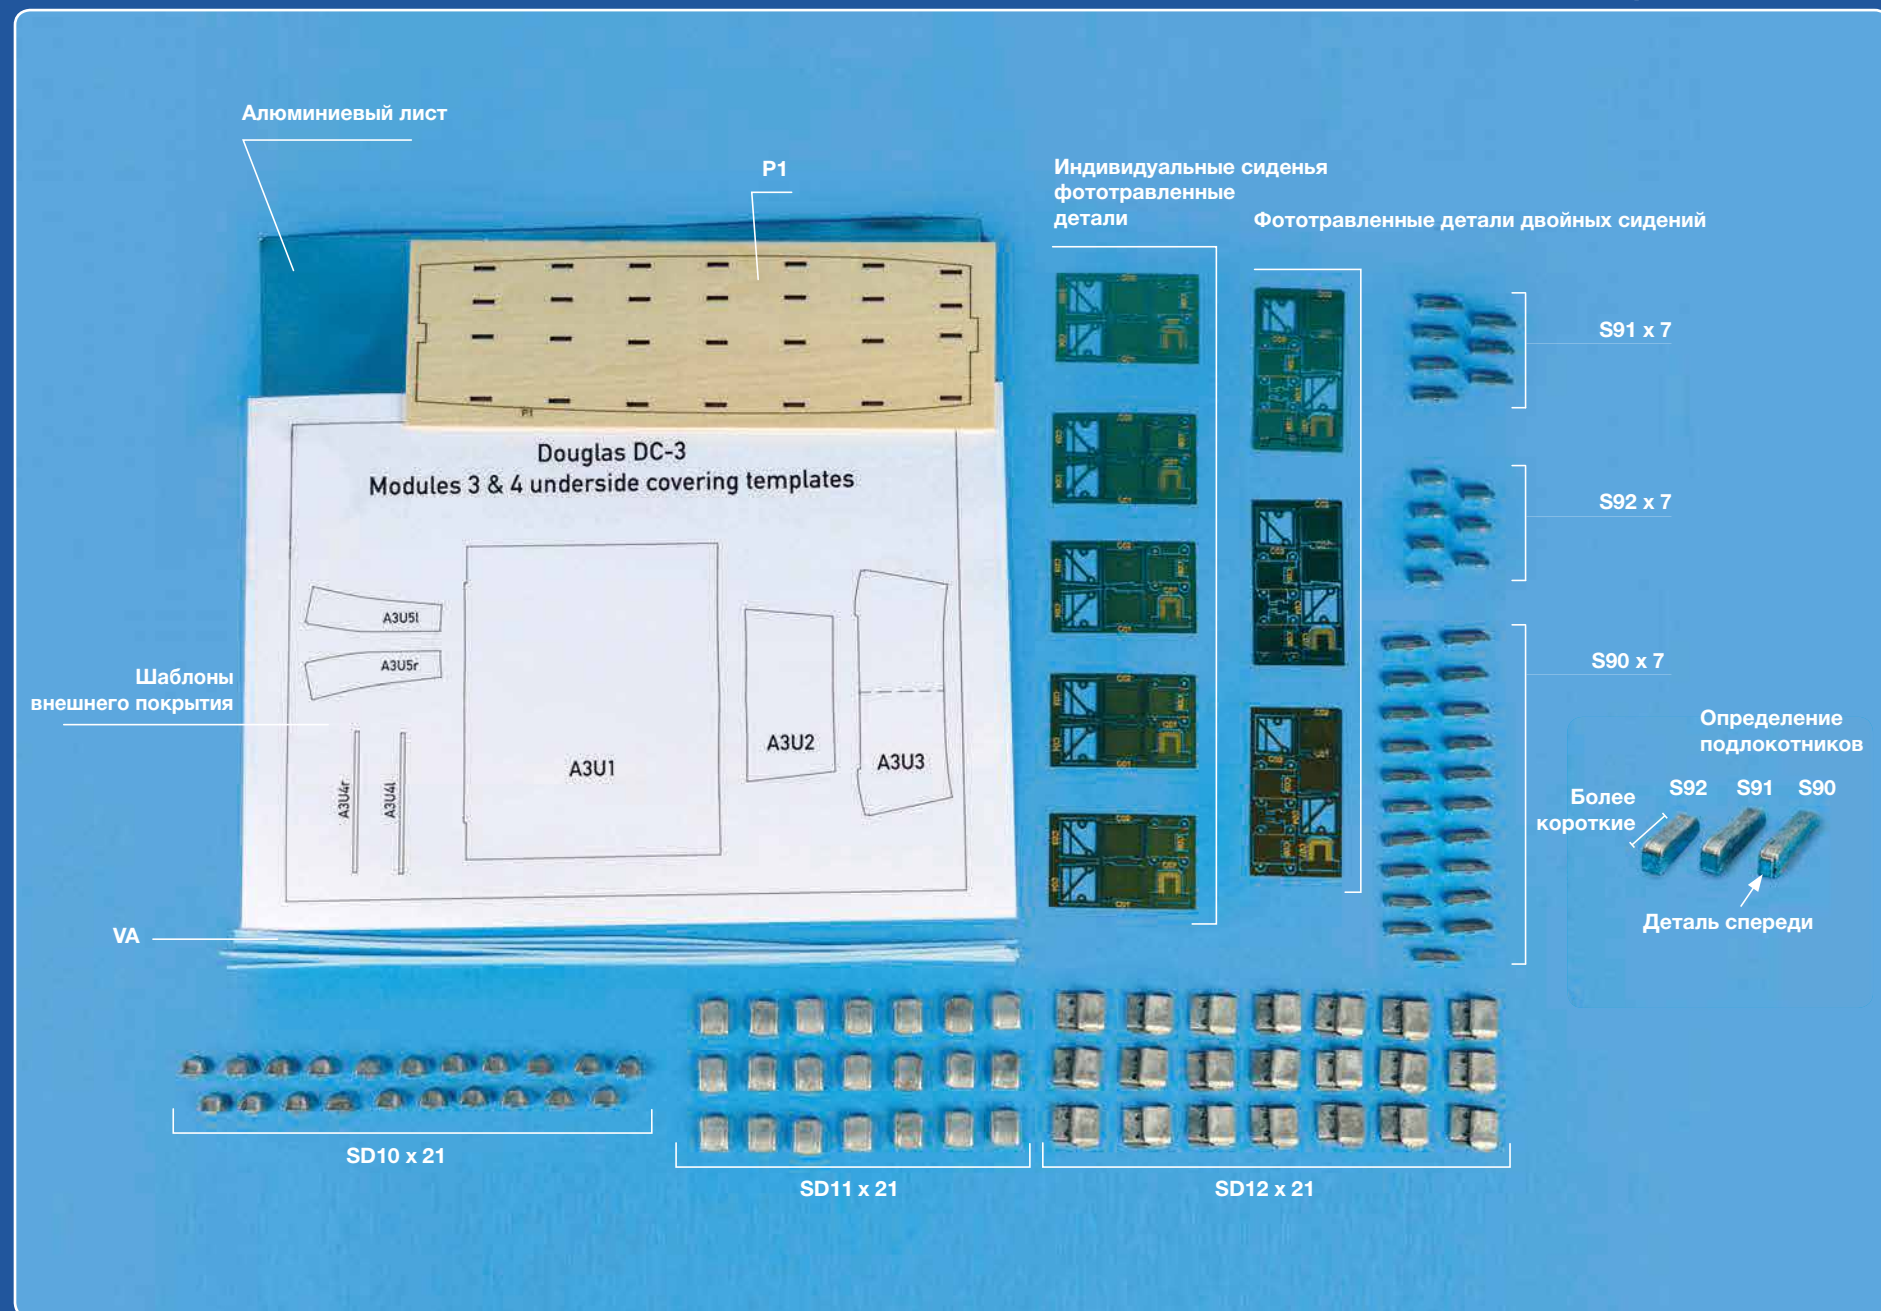 Алюминиевый лист
P1
Индивидуальные сиденья
фототравленные
детали
Фототравленные детали двойных сидений
S91 x 7
S92 x 7
S90 x 7
Определение
подлокотников
S92 S91 S90
Более
короткие
Деталь спереди
P1
Douglas DC-3
Modules 3 & 4 underside covering templates
A3U5l
A3U5r
Шаблоны
внешнего покрытия
A3U4r
A3U4l
A3U1
A3U2
A3U3
VA
SD10 x 21
SD11 x 21
SD12 x 21